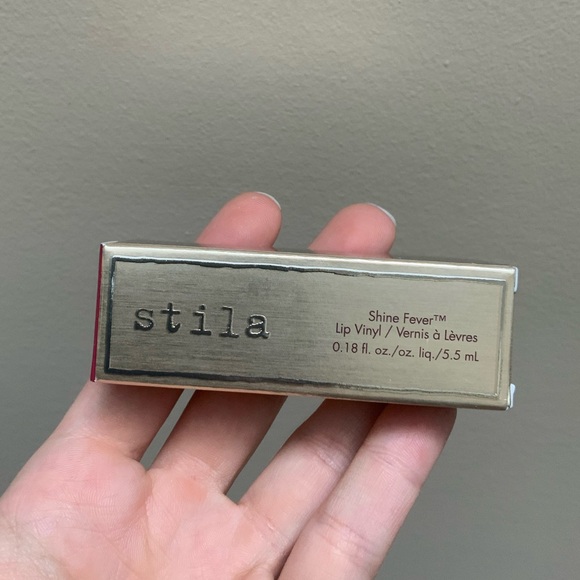 stila
Shine Fever™
Lip Vinyl / Vernis à Lèvres
0.18 fl. oz./oz. liq./5.5 mL